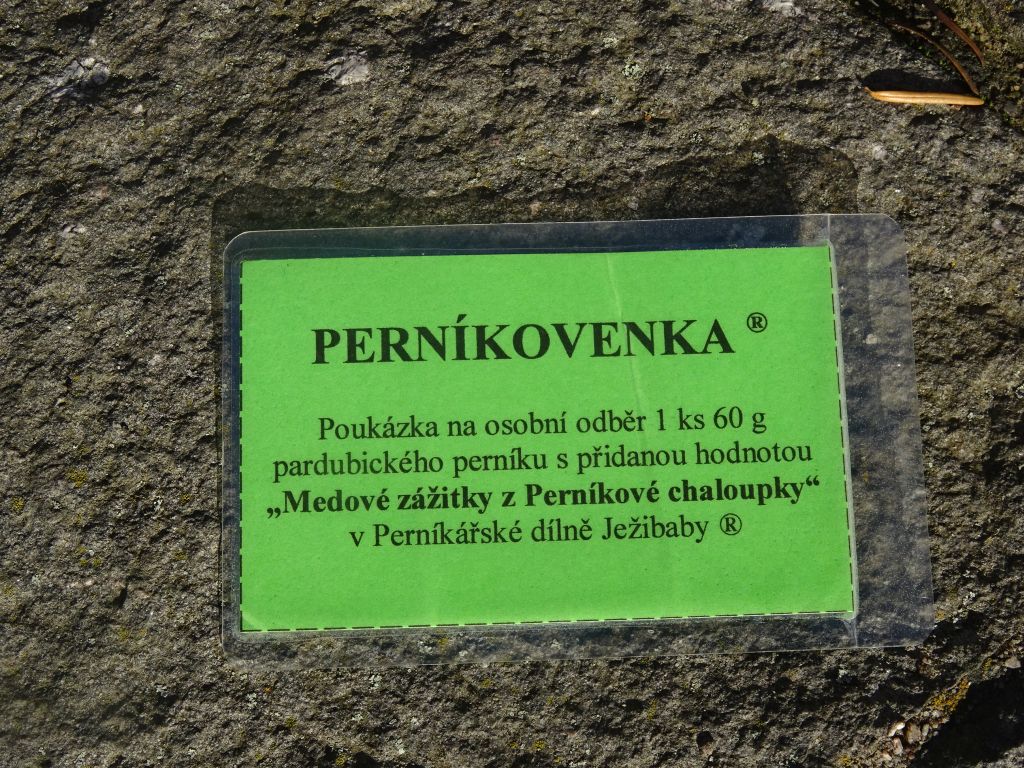 PERNÍKOVENKA ®
Poukázka na osobní odběr 1 ks 60 g
pardubického perníku s přidanou hodnotou
„Medové zážitky z Perníkové chaloupky“
v Perníkářské dílně Ježibaby ®